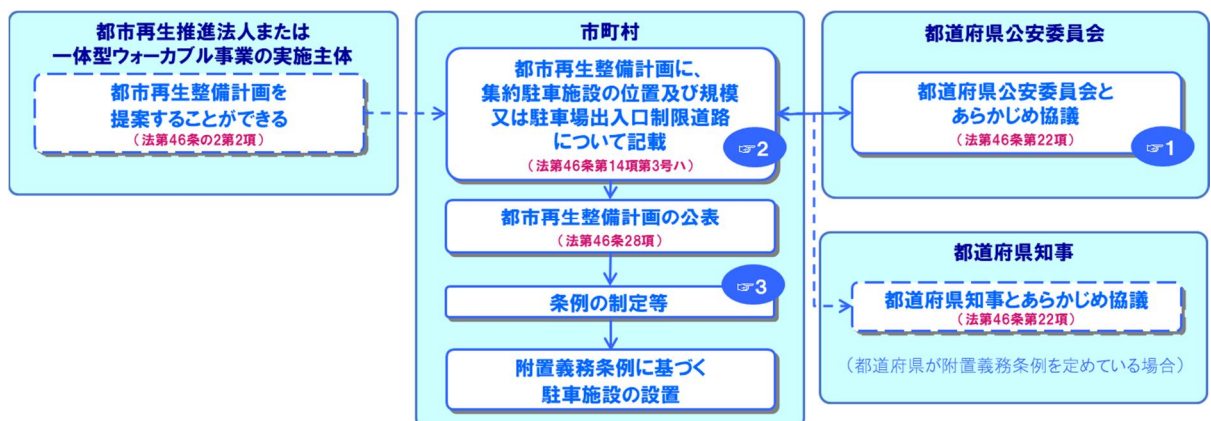 都市再生推進法人または
一体型ウォーカブル事業の実施主体
都市再生整備計画を
提案することができる
(法第46条の2第2項)
市町村
都市再生整備計画に、
集約駐車施設の位置及び規模
又は駐車場出入口制限道路
について記載
(法第46条第14項第3号ハ)
☞2
都市再生整備計画の公表
(法第46条28項)
☞3
条例の制定等
附置義務条例に基づく
駐車施設の設置
都道府県公安委員会
都道府県公安委員会と
あらかじめ協議
(法第46条第22項)
☞1
都道府県知事
都道府県知事とあらかじめ協議
(法第46条第22項)
(都道府県が附置義務条例を定めている場合)